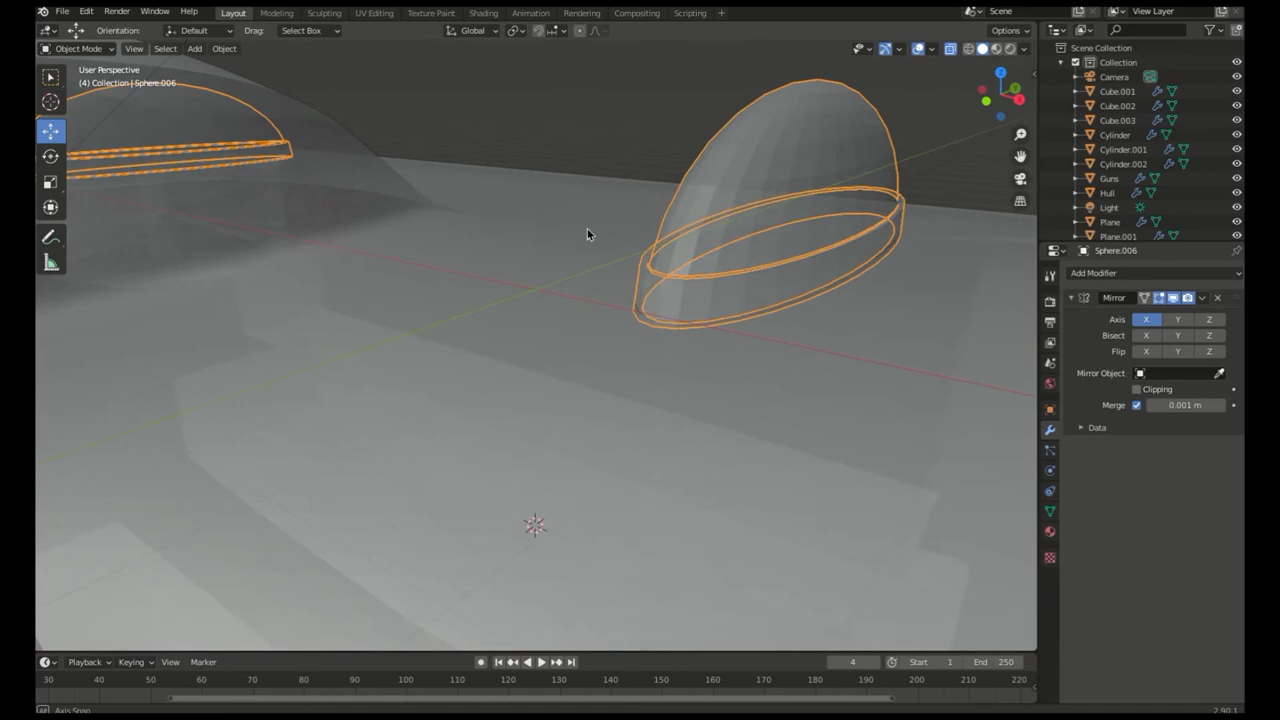 File Edit Render Window Help Layout Modeling Sculpting UV Editing Texture Paint Shading Animation Rendering Compositing Scripting + Scene View Layer
Orientation: Default Drag: Select Box Global Options
Object Mode View Select Add Object
User Perspective
(4) Collection | Sphere.006
Z
Y
X
Scene Collection
Collection
Camera
Cube.001
Cube.002
Cube.003
Cylinder
Cylinder.001
Cylinder.002
Guns
Hull
Light
Plane
Plane.001
Sphere.006
Add Modifier
Mirror
Axis X Y Z
Bisect X Y Z
Flip X Y Z
Mirror Object
Clipping
Merge 0.001 m
Data
Playback Keying View Marker 4 Start 1 End 250
30 40 50 60 70 80 90 100 110 120 130 140 150 160 170 180 190 200 210 220
Axis Snap 2.90.1